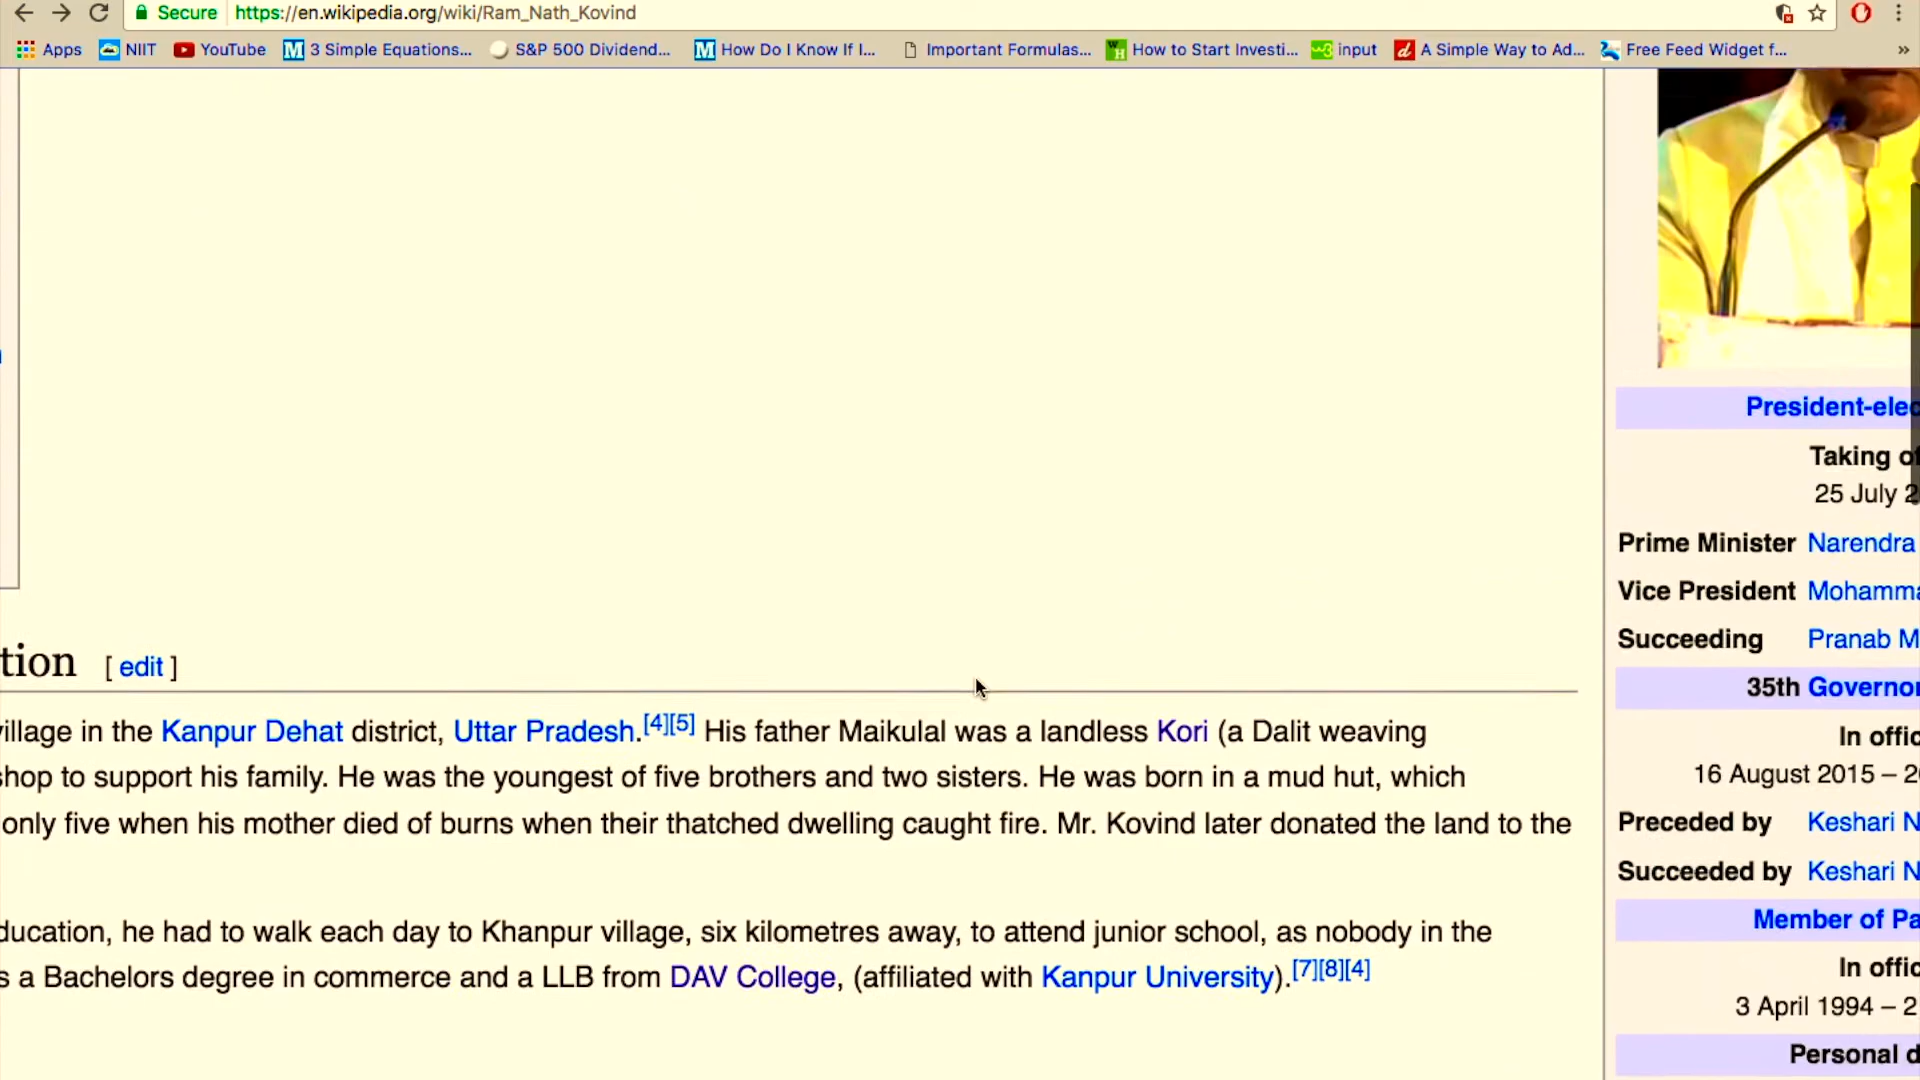 Secure https://en.wikipedia.org/wiki/Ram_Nath_Kovind
Apps NIIT YouTube 3 Simple Equations... S&P 500 Dividend... How Do I Know If I... Important Formulas... How to Start Investi... input A Simple Way to Ad... Free Feed Widget f... »
tion [ edit ]
village in the Kanpur Dehat district, Uttar Pradesh.[4][5] His father Maikulal was a landless Kori (a Dalit weaving
shop to support his family. He was the youngest of five brothers and two sisters. He was born in a mud hut, which
only five when his mother died of burns when their thatched dwelling caught fire. Mr. Kovind later donated the land to the
ducation, he had to walk each day to Khanpur village, six kilometres away, to attend junior school, as nobody in the
s a Bachelors degree in commerce and a LLB from DAV College, (affiliated with Kanpur University).[7][8][4]
President-elec
Taking of
25 July 2
Prime Minister Narendra
Vice President Mohamma
Succeeding Pranab M
35th Governor
In offic
16 August 2015 – 20
Preceded by Keshari N
Succeeded by Keshari N
Member of Pa
In offic
3 April 1994 – 2
Personal d